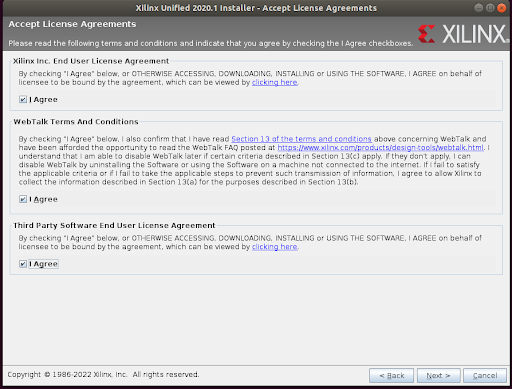 Xilinx Unified 2020.1 Installer - Accept License Agreements
Accept License Agreements
Please read the following terms and conditions and indicate that you agree by checking the I Agree checkboxes.
XILINX
Xilinx Inc. End User License Agreement
By checking "I Agree" below, or OTHERWISE ACCESSING, DOWNLOADING, INSTALLING or USING THE SOFTWARE, I AGREE on behalf of
licensee to be bound by the agreement, which can be viewed by clicking here.
I Agree
WebTalk Terms And Conditions
By checking "I Agree" below, I also confirm that I have read Section 13 of the terms and conditions above concerning WebTalk and
have been afforded the opportunity to read the WebTalk FAQ posted at https://www.xilinx.com/products/design-tools/webtalk.html. I
understand that I am able to disable WebTalk later if certain criteria described in Section 13(c) apply. If they don't apply, I can
disable WebTalk by uninstalling the Software or using the Software on a machine not connected to the internet. If I fail to satisfy
the applicable criteria or if I fail to take the applicable steps to prevent such transmission of information, I agree to allow Xilinx to
collect the information described in Section 13(a) for the purposes described in Section 13(b).
I Agree
Third Party Software End User License Agreement
By checking "I Agree" below, or OTHERWISE ACCESSING, DOWNLOADING, INSTALLING or USING THE SOFTWARE, I AGREE on behalf of
licensee to be bound by the agreement, which can be viewed by clicking here.
I Agree
Copyright © 1986-2022 Xilinx, Inc. All rights reserved.
< Back
Next >
Cancel